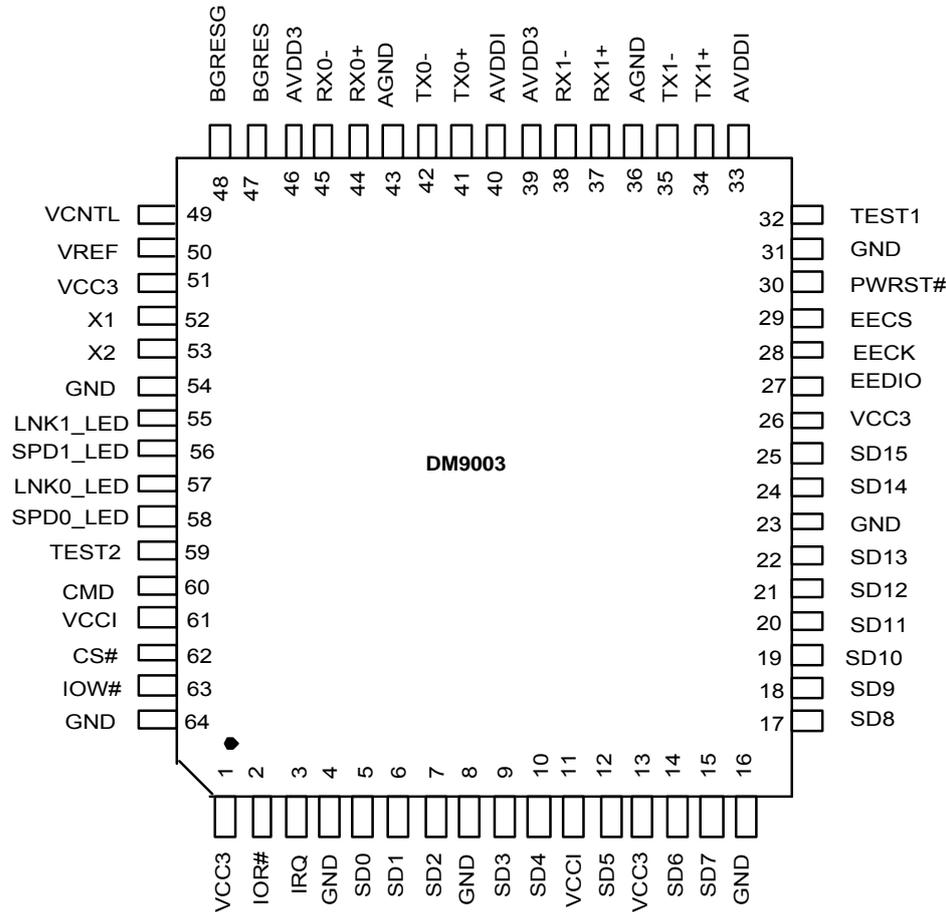 BGRESG BGRES AVDD3 RX0- RX0+ AGND TX0- TX0+ AVDDI AVDD3 RX1- RX1+ AGND TX1- TX1+ AVDDI
48 47 46 45 44 43 42 41 40 39 38 37 36 35 34 33
VCNTL 49 32 TEST1
VREF 50 31 GND
VCC3 51 30 PWRST#
X1 52 29 EECS
X2 53 28 EECK
GND 54 27 EEDIO
LNK1_LED 55 26 VCC3
SPD1_LED 56 25 SD15
DM9003
LNK0_LED 57 24 SD14
SPD0_LED 58 23 GND
TEST2 59 22 SD13
CMD 60 21 SD12
VCCI 61 20 SD11
CS# 62 19 SD10
IOW# 63 18 SD9
GND 64 17 SD8
1 2 3 4 5 6 7 8 9 10 11 12 13 14 15 16
VCC3 IOR# IRQ GND SD0 SD1 SD2 GND SD3 SD4 VCCI SD5 VCC3 SD6 SD7 GND